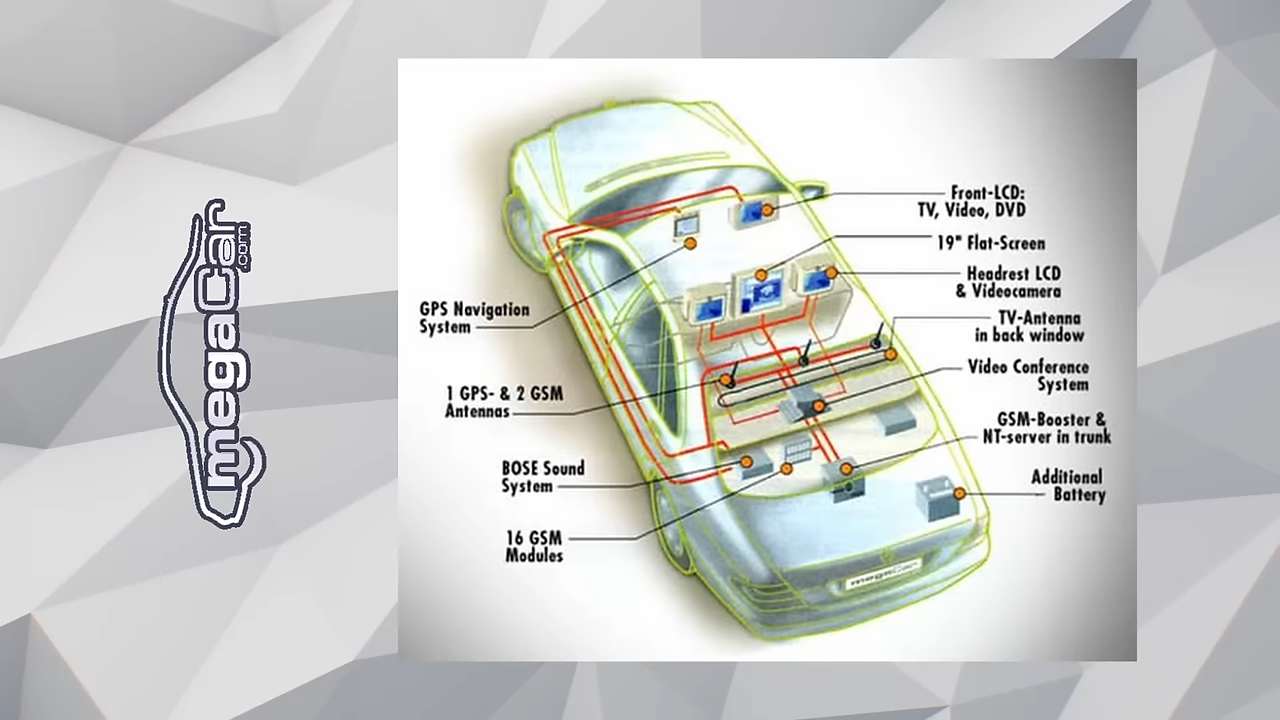 megaCar
.com
Front-LCD:
TV, Video, DVD
19" Flat-Screen
Headrest LCD
& Videocamera
TV-Antenna
in back window
Video Conference
System
GSM-Booster &
NT-server in trunk
Additional
Battery
GPS Navigation
System
1 GPS- & 2 GSM
Antennas
BOSE Sound
System
16 GSM
Modules
megaCar